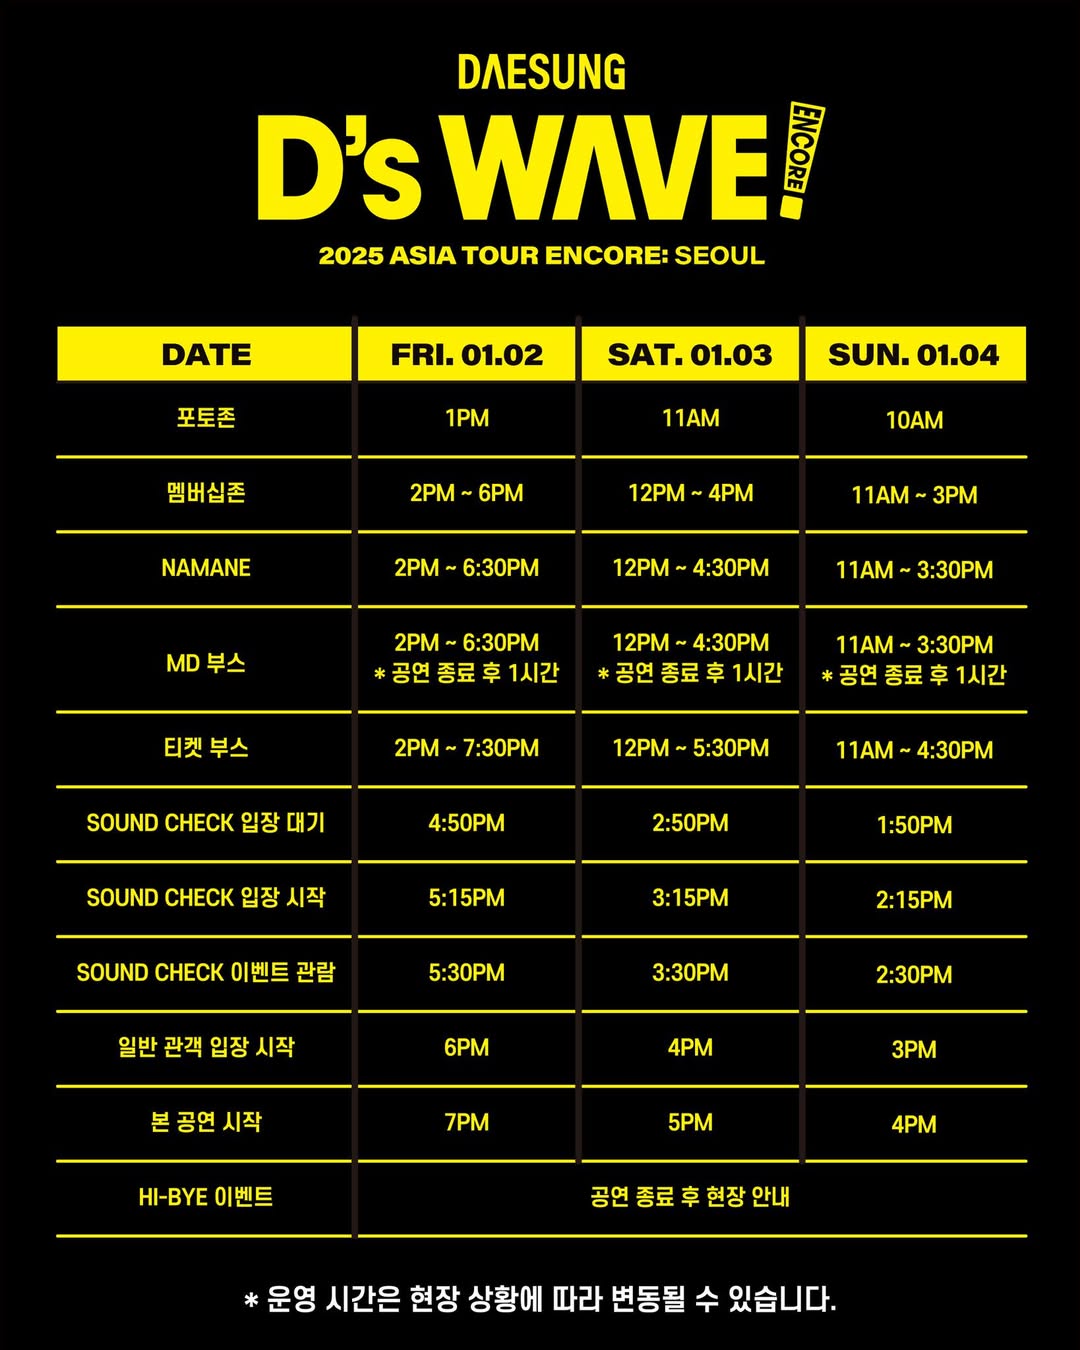 DAESUNG
D's WAVE
ENCORE
2025 ASIA TOUR ENCORE: SEOUL
DATE FRI. 01.02 SAT. 01.03 SUN. 01.04
포토존 1PM 11AM 10AM
멤버십존 2PM ~ 6PM 12PM ~ 4PM 11AM ~ 3PM
NAMANE 2PM ~ 6:30PM 12PM ~ 4:30PM 11AM ~ 3:30PM
MD 부스 2PM ~ 6:30PM 12PM ~ 4:30PM 11AM ~ 3:30PM
* 공연 종료 후 1시간 * 공연 종료 후 1시간 * 공연 종료 후 1시간
티켓 부스 2PM ~ 7:30PM 12PM ~ 5:30PM 11AM ~ 4:30PM
SOUND CHECK 입장 대기 4:50PM 2:50PM 1:50PM
SOUND CHECK 입장 시작 5:15PM 3:15PM 2:15PM
SOUND CHECK 이벤트 관람 5:30PM 3:30PM 2:30PM
일반 관객 입장 시작 6PM 4PM 3PM
본 공연 시작 7PM 5PM 4PM
HI-BYE 이벤트 공연 종료 후 현장 안내
* 운영 시간은 현장 상황에 따라 변동될 수 있습니다.